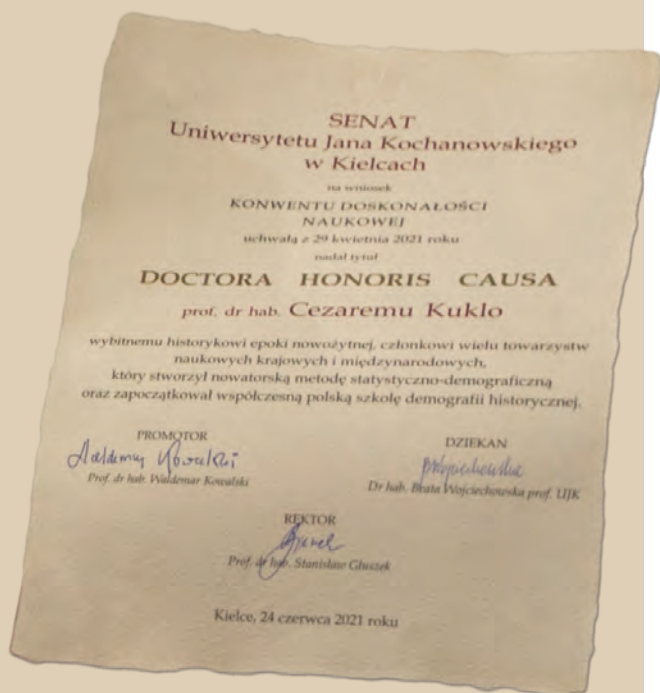 SENAT
Uniwersytetu Jana Kochanowskiego
w Kielcach
na wniosek
KONWENTU DOSKONAŁOŚCI
NAUKOWEJ
uchwałą z 29 kwietnia 2021 roku
nadał tytuł
DOCTORA HONORIS CAUSA
prof. dr hab. Cezaremu Kuklo
wybitnemu historykowi epoki nowożytnej, członkowi wielu towarzystw
naukowych krajowych i międzynarodowych,
który stworzył nowatorską metodę statystyczno-demograficzną
oraz zapoczątkował współczesną polską szkołę demografii historycznej.
PROMOTOR
Waldemar Kowalski
Prof. dr hab. Waldemar Kowalski
DZIEKAN
BWojciechowska
Dr hab. Beata Wojciechowska prof. UJK
REKTOR
Prof. dr hab. Stanisław Głuszek
Kielce, 24 czerwca 2021 roku